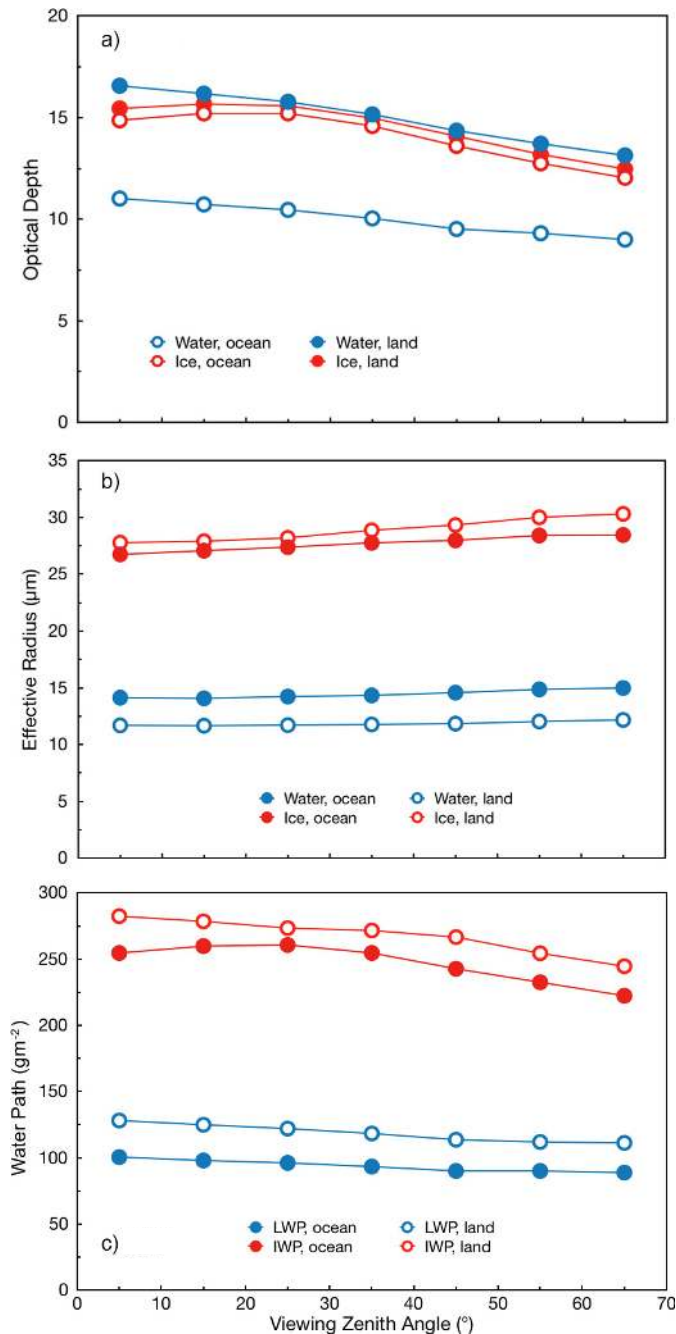 a)
20
15
10
5
0
Optical Depth
Water, ocean Water, land
Ice, ocean Ice, land
b)
35
30
25
20
15
10
5
0
Effective Radius (µm)
Water, ocean Water, land
Ice, ocean Ice, land
300
250
200
150
100
50
0
Water Path (gm⁻²)
LWP, ocean LWP, land
IWP, ocean IWP, land
c)
0 10 20 30 40 50 60 70
Viewing Zenith Angle (°)